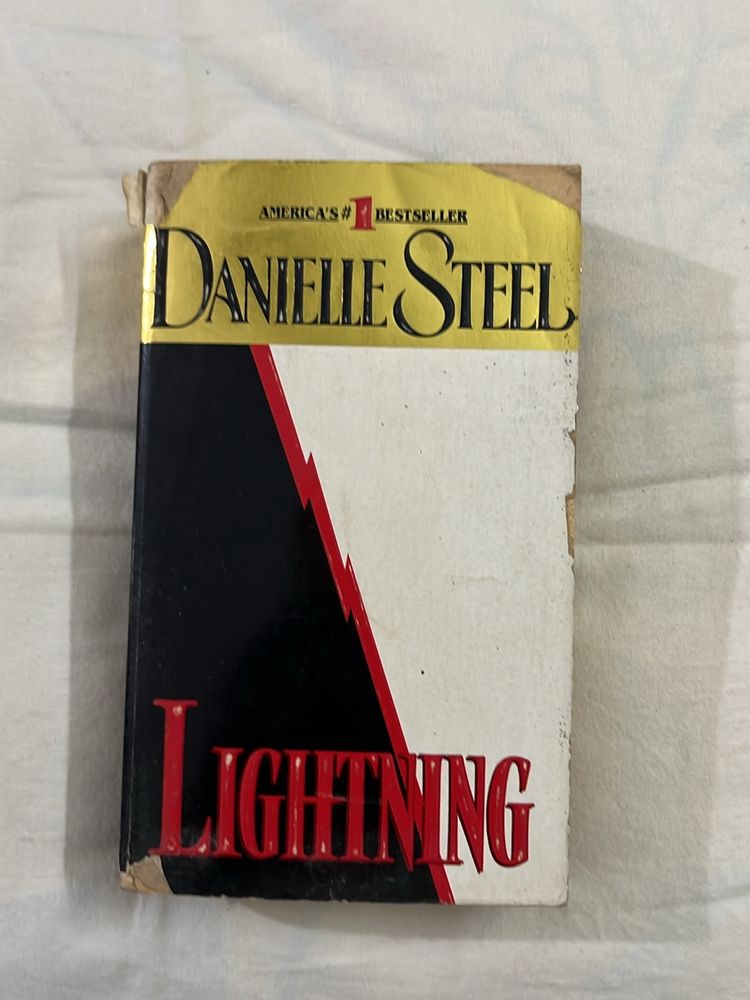 AMERICA'S #1 BESTSELLER
DANIELLE STEEL
LIGHTNING